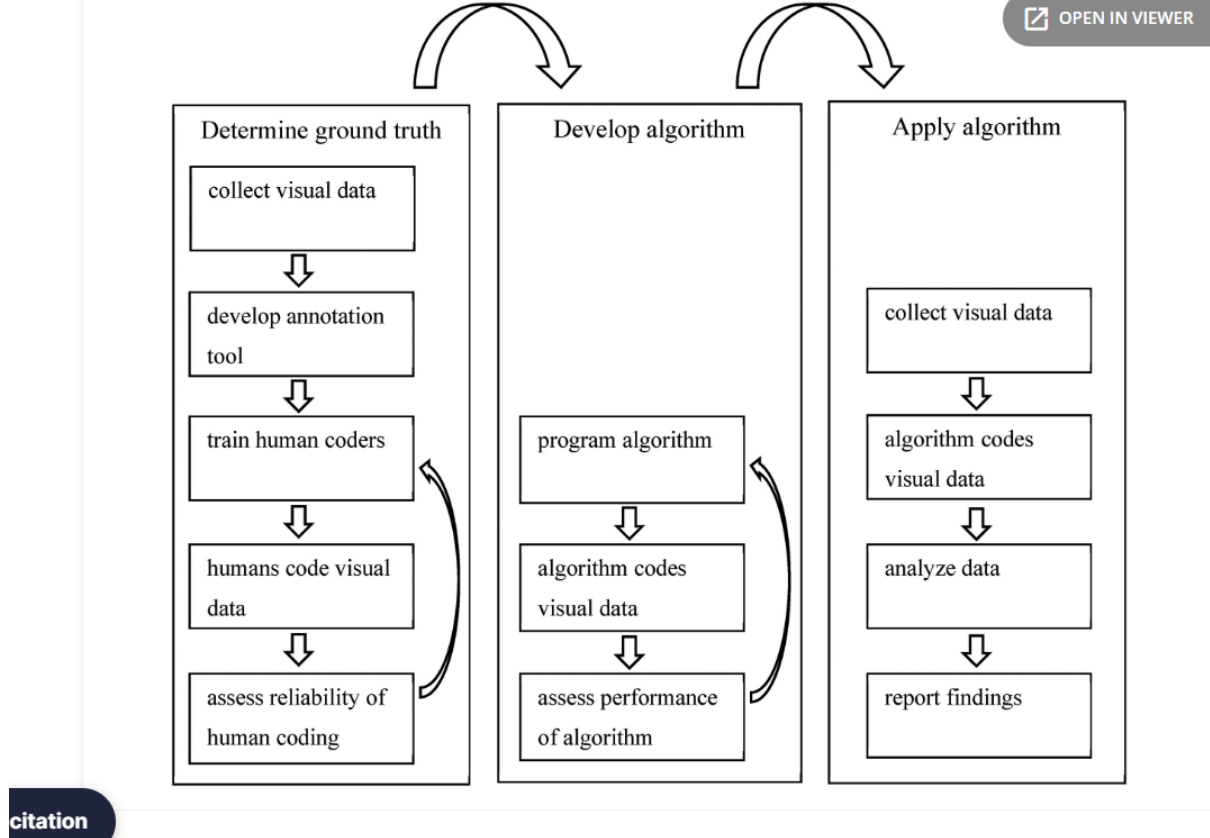 OPEN IN VIEWER
Determine ground truth
collect visual data
develop annotation
tool
train human coders
humans code visual
data
assess reliability of
human coding
Develop algorithm
program algorithm
algorithm codes
visual data
assess performance
of algorithm
Apply algorithm
collect visual data
algorithm codes
visual data
analyze data
report findings
citation